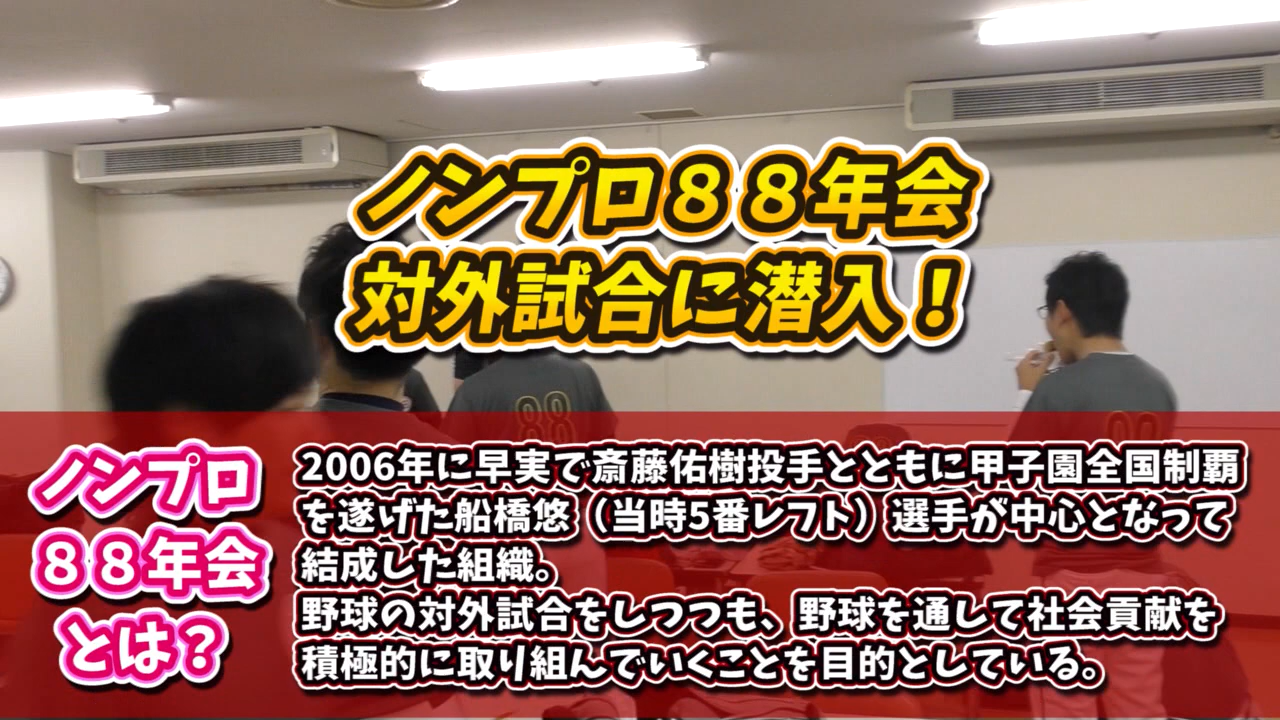 ノンプロ８８年会
対外試合に潜入！
88
ノンプロ
８８年会
とは？
2006年に早実で斎藤佑樹投手とともに甲子園全国制覇
を遂げた船橋悠（当時5番レフト）選手が中心となって
結成した組織。
野球の対外試合をしつつも、野球を通して社会貢献を
積極的に取り組んでいくことを目的としている。